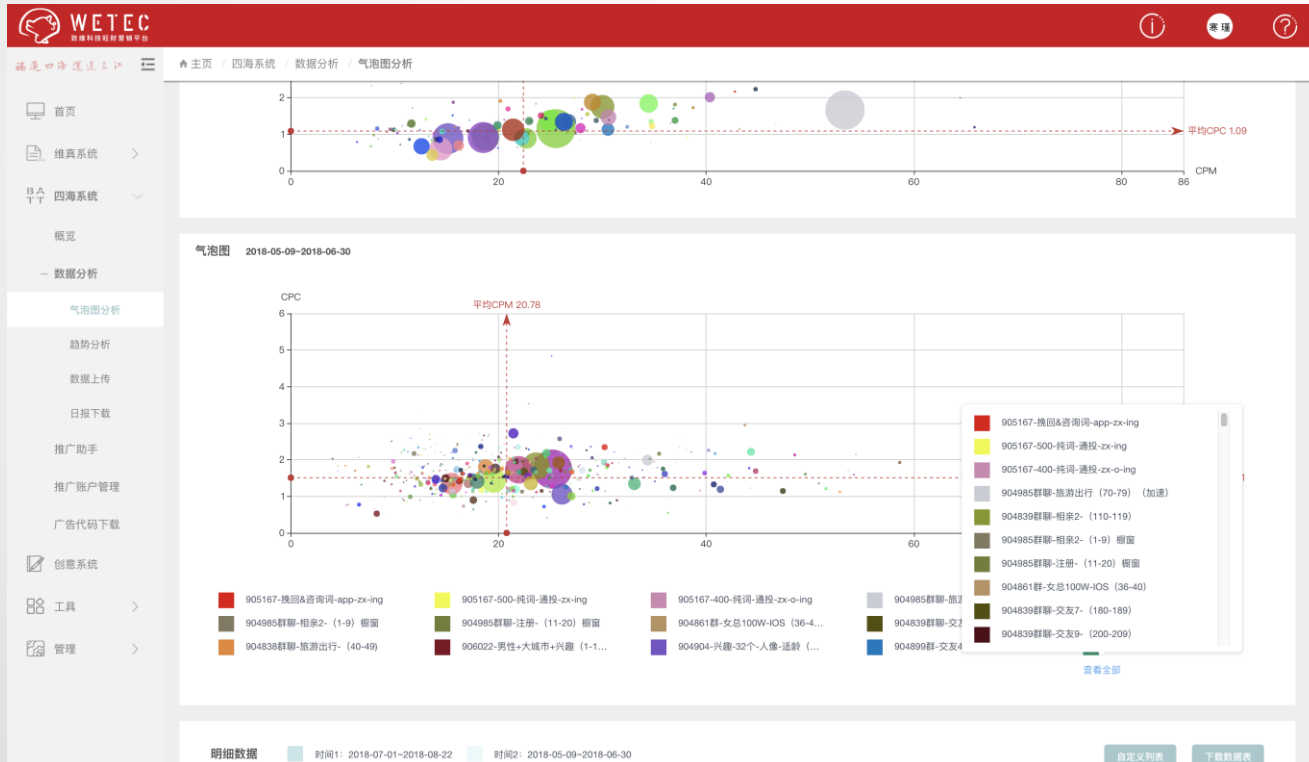 WETEC
敦煌科技旺财营销平台
寒瑾
主页 / 四海系统 / 数据分析 / 气泡图分析
首页
维真系统
四海系统
概览
数据分析
气泡图分析
趋势分析
数据上传
日报下载
推广助手
推广账户管理
广告代码下载
创意系统
工具
管理
2
1
0
0 20 40 60 80 86
CPM
平均CPC 1.09
气泡图 2018-05-09~2018-06-30
CPC
平均CPM 20.78
6
5
4
3
2
1
0
0 20 40 60
905167-挽回&咨询词-app-zx-ing
905167-500-纯词-通投-zx-ing
905167-400-纯词-通投-zx-o-ing
904985群聊-旅游出行（70-79）（加速）
904839群聊-相亲2-（110-119）
904985群聊-相亲2-（1-9）橱窗
904985群聊-注册-（11-20）橱窗
904861群-女总100W-IOS（36-40）
904839群聊-交友7-（180-189）
904839群聊-交友9-（200-209）
905167-挽回&咨询词-app-zx-ing 905167-500-纯词-通投-zx-ing 905167-400-纯词-通投-zx-o-ing 904985群聊-旅
904985群聊-相亲2-（1-9）橱窗 904985群聊-注册-（11-20）橱窗 904861群-女总100W-IOS（36-4... 904839群聊-交
904838群聊-旅游出行-（40-49） 906022-男性+大城市+兴趣（1-1... 904904-兴趣-32个-人像-适龄（... 904899群-交友4
查看全部
明细数据 时间1：2018-07-01~2018-08-22 时间2：2018-05-09~2018-06-30 自定义列表 下载数据表